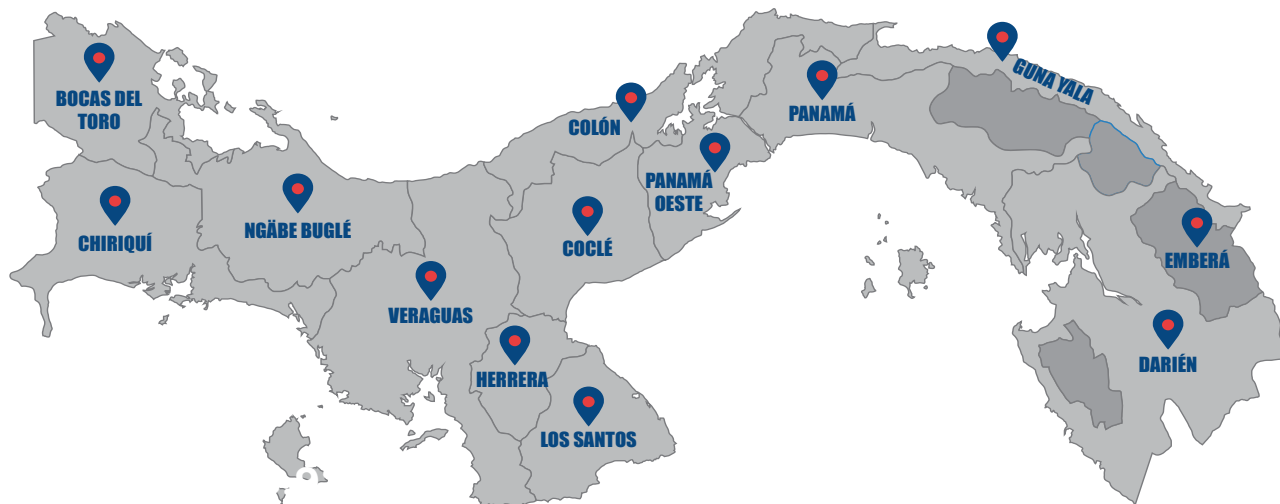 BOCAS DEL
TORO
CHIRIQUÍ
NGÄBE BUGLÉ
VERAGUAS
HERRERA
LOS SANTOS
COCLÉ
COLÓN
PANAMÁ
OESTE
PANAMÁ
GUNA YALA
EMBERÁ
DARIÉN